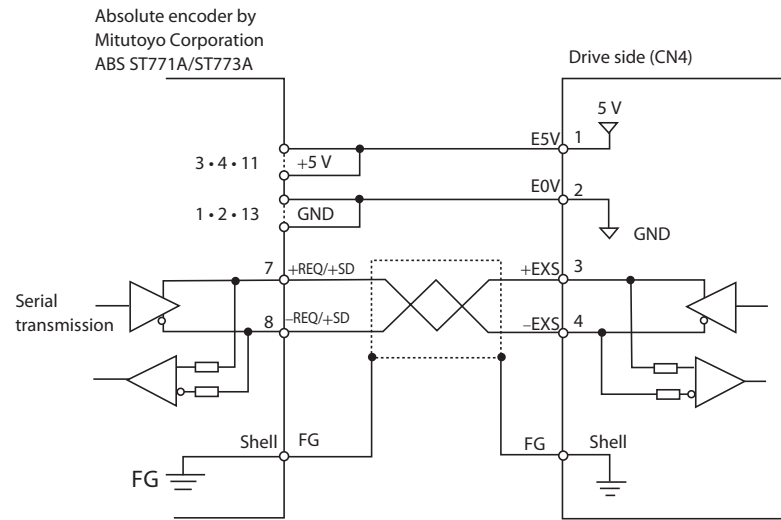 Absolute encoder by
Mitutoyo Corporation
ABS ST771A/ST773A
Drive side (CN4)
5 V
E5V 1
3 • 4 • 11 +5 V
E0V 2
1 • 2 • 13 GND
GND
7 +REQ/+SD
+EXS 3
Serial
transmission
8 –REQ/+SD
–EXS 4
Shell FG
FG Shell
FG